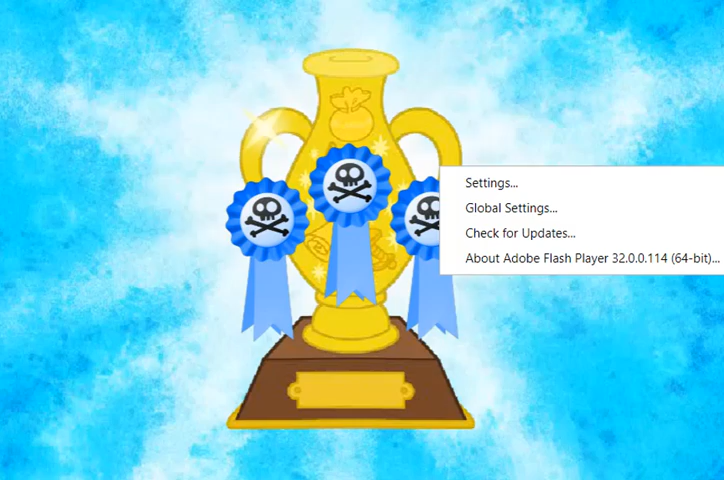 Settings...
Global Settings...
Check for Updates...
About Adobe Flash Player 32.0.0.114 (64-bit)...